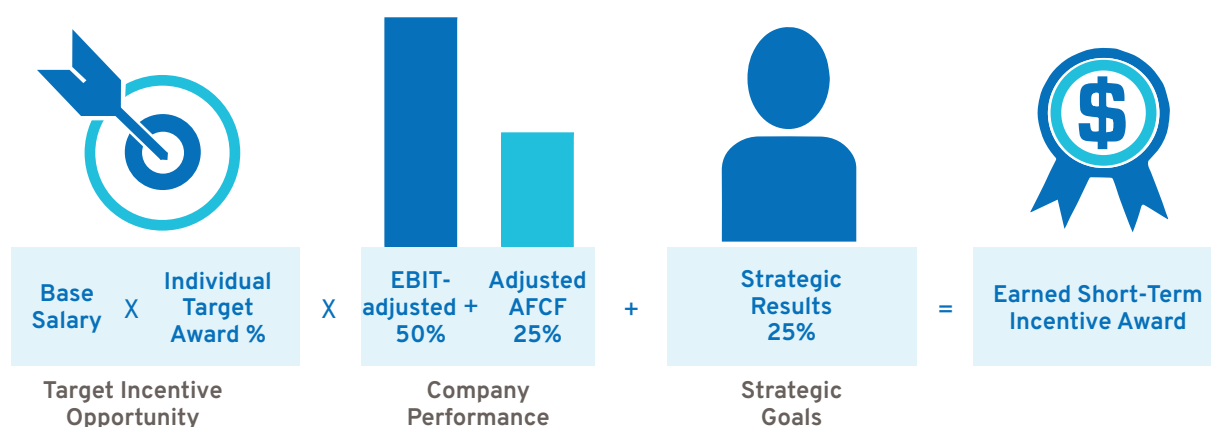 $
Base
Salary
X
Individual
Target
Award %
X
EBIT-
adjusted +
50%
Adjusted
AFCF
25%
+
Strategic
Results
25%
=
Earned Short-Term
Incentive Award
Target Incentive
Opportunity
Company
Performance
Strategic
Goals